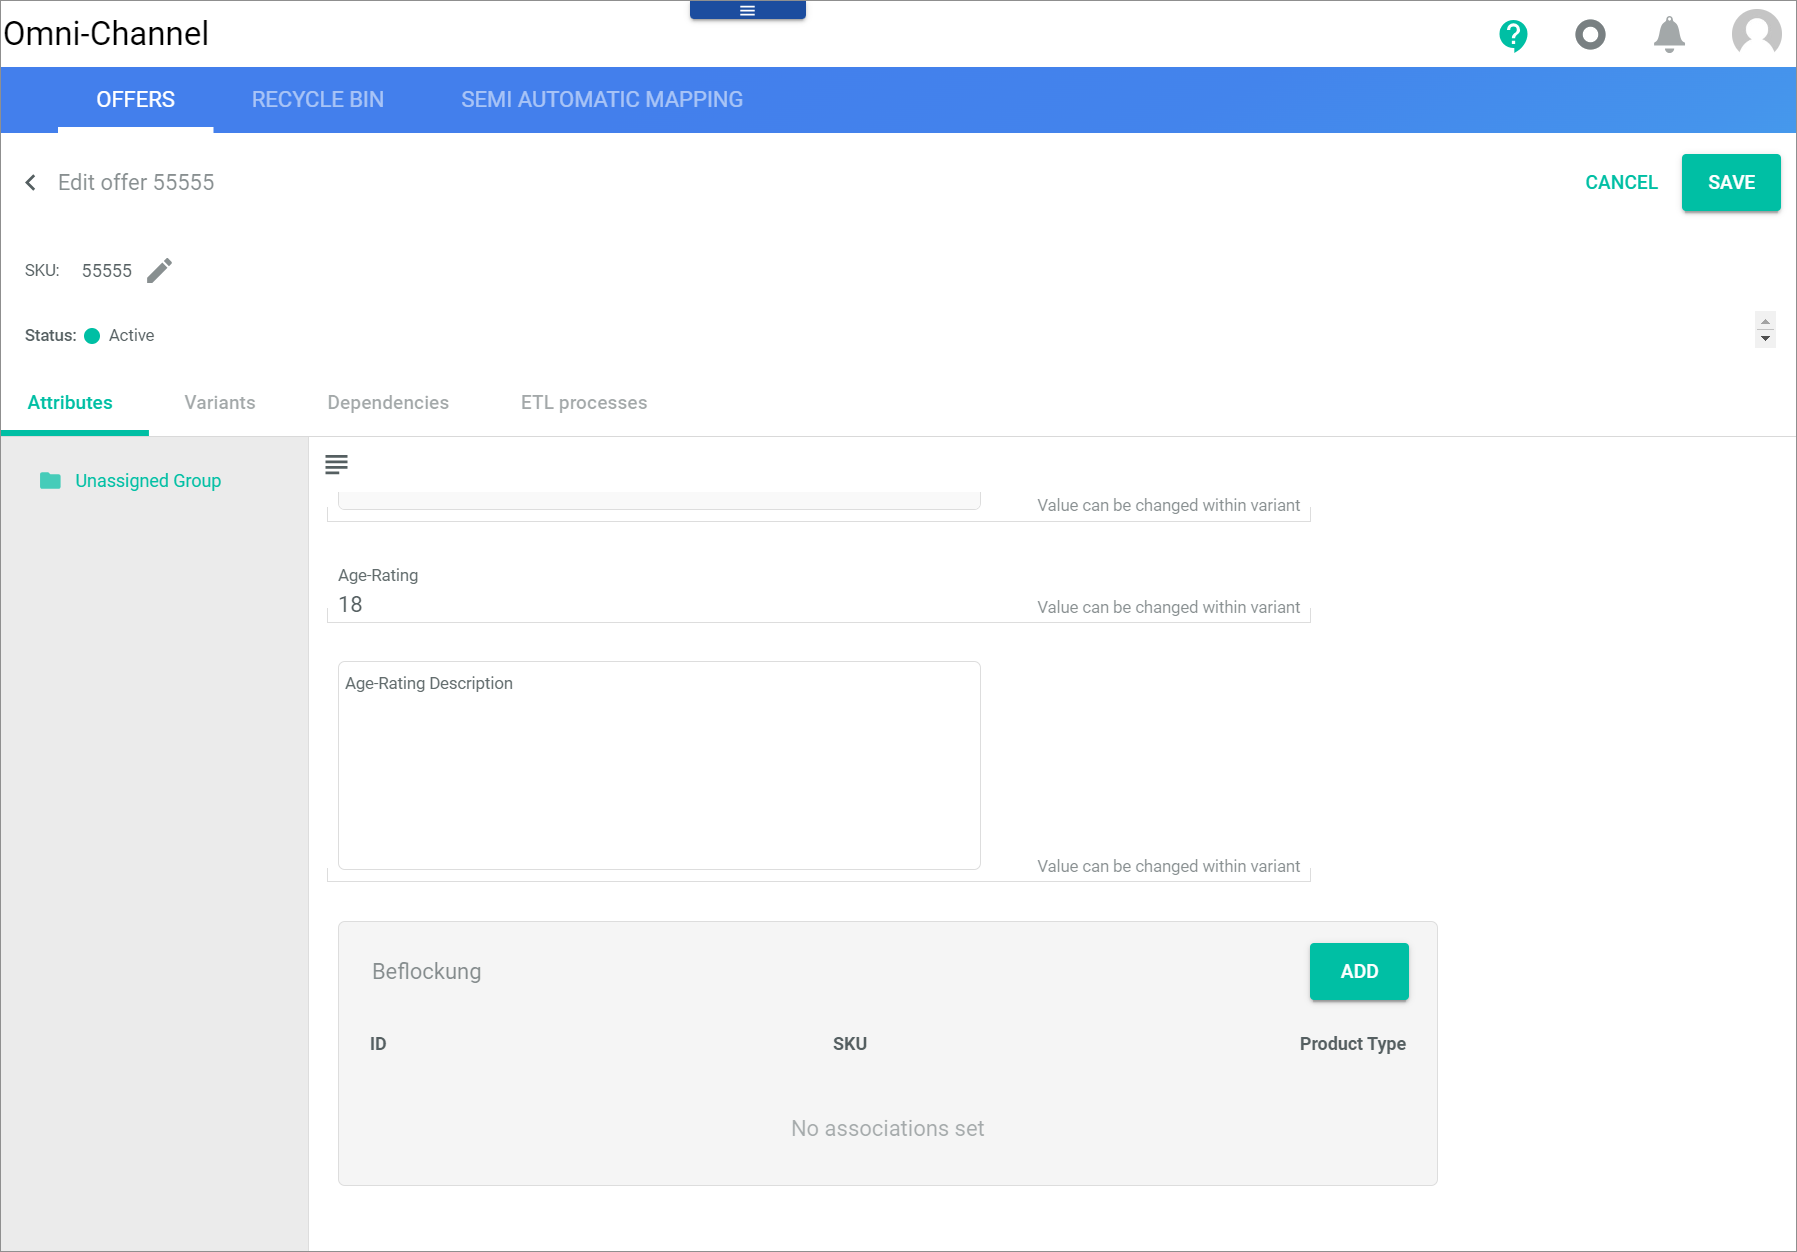 Omni-Channel
OFFERS RECYCLE BIN SEMI AUTOMATIC MAPPING
Edit offer 55555 CANCEL SAVE
SKU: 55555
Status: Active
Attributes Variants Dependencies ETL processes
Unassigned Group
Value can be changed within variant
Age-Rating
18 Value can be changed within variant
Age-Rating Description
Value can be changed within variant
Beflockung ADD
ID SKU Product Type
No associations set